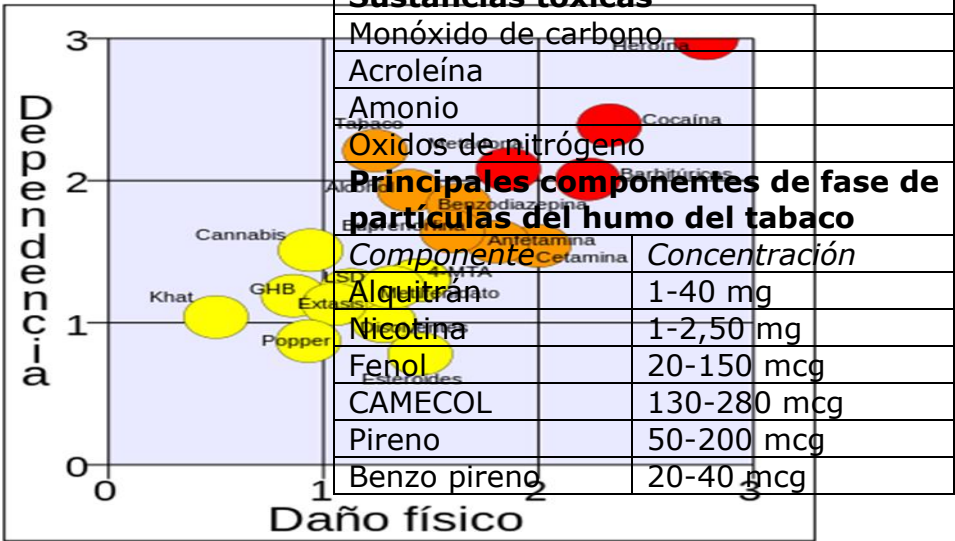 Sustancias tóxicas
Monóxido de carbono
Acroleína
Amonio
Óxidos de nitrógeno
Principales componentes de fase de
partículas del humo del tabaco
Componente Concentración
Alquitrán 1-40 mg
Nicotina 1-2,50 mg
Fenol 20-150 mcg
CAMECOL 130-280 mcg
Pireno 50-200 mcg
Benzo pireno 20-40 mcg
Dependencia
3
2
1
0
0 1 2 3
Daño físico
Heroína
Cocaína
Tabaco
Metadona
Barbitúricos
Alcohol
Benzodiazepina
Buprenorfina
Anfetamina
Cetamina
Cannabis
4-MTA
LSD
Metilfenidato
GHB
Éxtasis
Khat
Disolventes
Popper
Esteroides